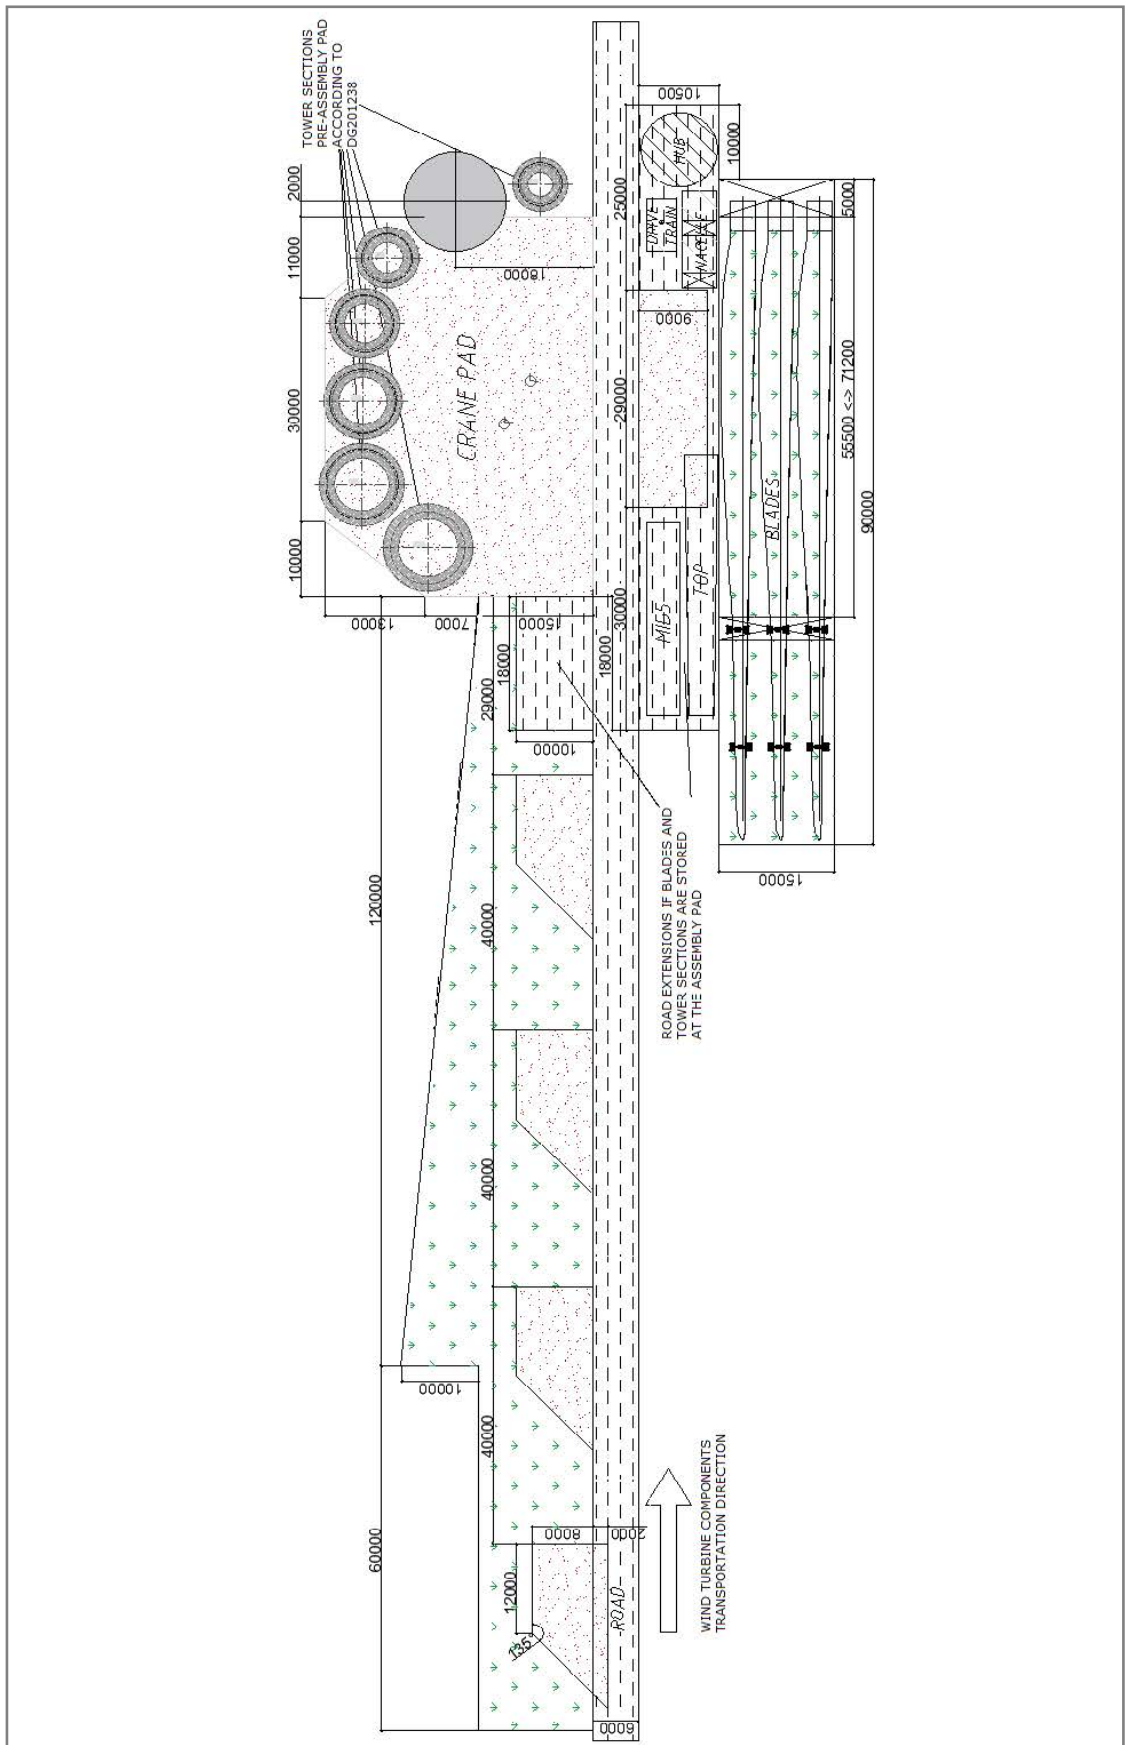 TOWER SECTIONS
PRE-ASSEMBLY PAD
ACCORDING TO
DG201238
2000
11000
30000
10000
18000
CRANE PAD
10500
10000
25000
HUB
DRIVE
TRAIN
NACELLE
9000
29000
5000
55500 <=> 71200
90000
BLADES
15000
30000
MIG5
TOP
13000
7000
15000
18000
18000
29000
10000
120000
40000
ROAD EXTENSIONS IF BLADES AND
TOWER SECTIONS ARE STORED
AT THE ASSEMBLY PAD
40000
10000
40000
60000
8000
2000
12000
135°
ROAD
6000
WIND TURBINE COMPONENTS
TRANSPORTATION DIRECTION